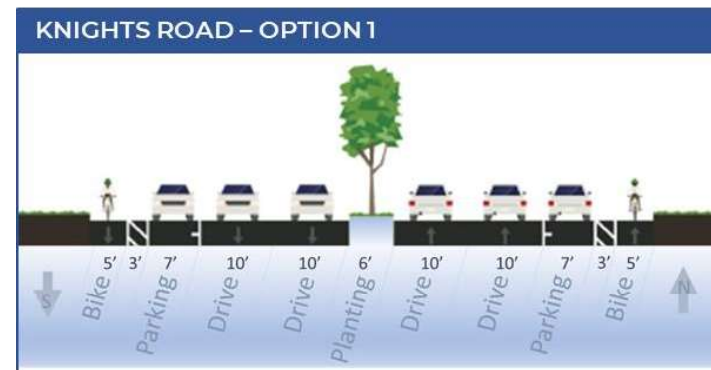 KNIGHTS ROAD – OPTION 1
5’ 3’ 7’ 10’ 10’ 6’ 10’ 10’ 7’ 3’ 5’
S Bike Parking Drive Drive Planting Drive Drive Parking Bike N